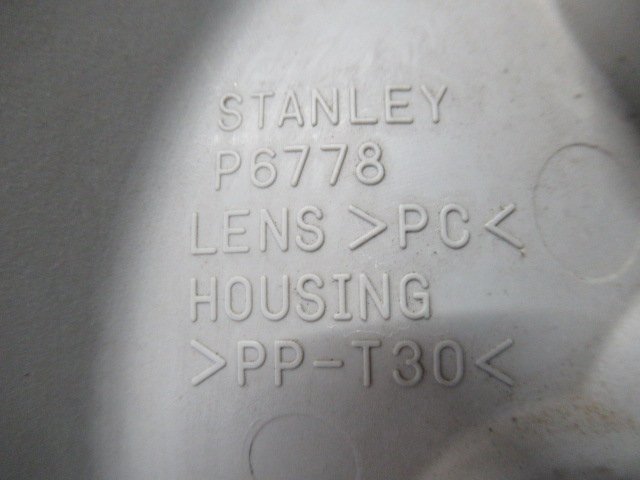 STANLEY
P6778
LENS >PC<
HOUSING
>PP-T30<